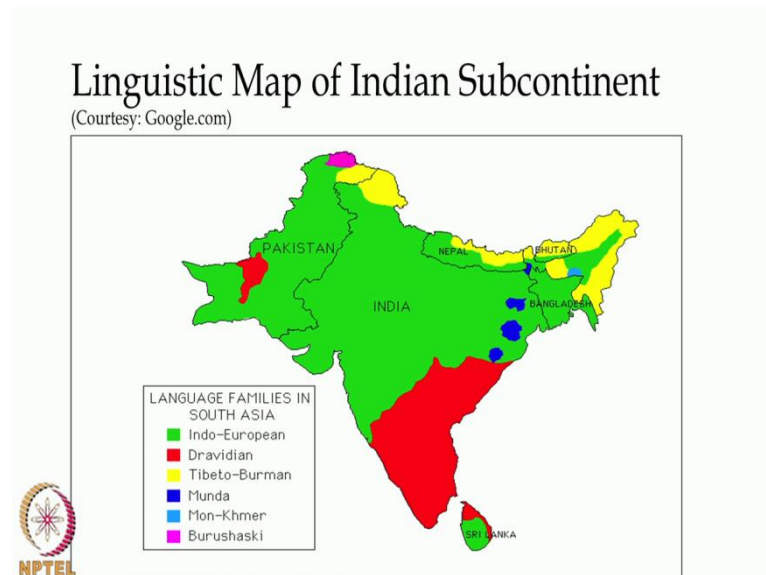 Linguistic Map of Indian Subcontinent
(Courtesy: Google.com)
PAKISTAN
NEPAL
BHUTAN
INDIA
BANGLADESH
SRI LANKA
LANGUAGE FAMILIES IN
SOUTH ASIA
Indo-European
Dravidian
Tibeto-Burman
Munda
Mon-Khmer
Burushaski
NPTEL